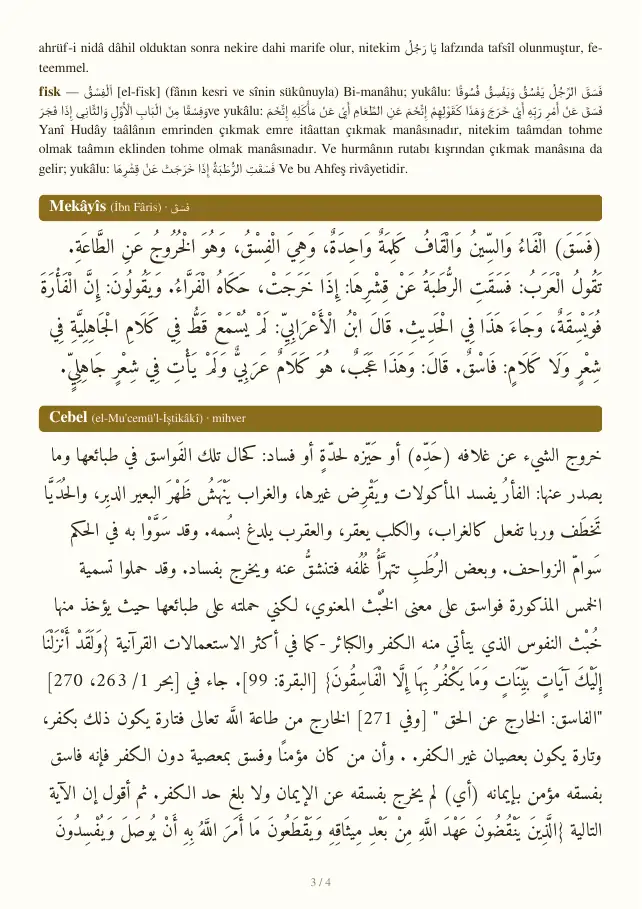 ahrüf-i nidâ dâhil olduktan sonra nekire dahi marife olur, nitekim يَا رَجُلُ lafzında tafsîl olunmuştur, fe-
teemmel.
fisk — اَلْفِسْقُ [el-fisk] (fânın kesri ve sînin sükûnuyla) Bi-manâhu; yukâlu: فَسَقَ الرَّجُلُ يَفْسُقُ وَيَفْسِقُ فُسُوقًا
وَفِسْقًا مِنَ الْبَابِ الْأَوَّلِ وَالثَّانِي إِذَا فَجَرَ ve yukâlu: فَسَقَ عَنْ أَمْرِ رَبِّهِ أَيْ خَرَجَ وَهَذَا كَقَوْلِهِمْ إِتَّخَمَ عَنِ الطَّعَامِ أَيْ عَنْ مَأْكَلِهِ إِتَّخَمَ
Yanî Hudây taâlânın emrinden çıkmak emre itâattan çıkmak manâsınadır, nitekim taâmdan tohme
olmak taâmın eklinden tohme olmak manâsınadır. Ve hurmânın rutabı kışrından çıkmak manâsına da
gelir; yukâlu: فَسَقَتِ الرُّطَبَةُ إِذَا خَرَجَتْ عَنْ قِشْرِهَا Ve bu Ahfeş rivâyetidir.
Mekâyîs (İbn Fâris) · فسق
(فَسَقَ) الْفَاءُ وَالسِّينُ وَالْقَافُ كَلِمَةٌ وَاحِدَةٌ، وَهِيَ الْفِسْقُ، وَهُوَ الْخُرُوجُ عَنِ الطَّاعَةِ.
تَقُولُ الْعَرَبُ: فَسَقَتِ الرُّطَبَةُ عَنْ قِشْرِهَا: إِذَا خَرَجَتْ، حَكَاهُ الْفَرَّاءُ. وَيَقُولُونَ: إِنَّ الْفَأْرَةَ
فُوَيْسِقَةٌ، وَجَاءَ هَذَا فِي الْحَدِيثِ. قَالَ ابْنُ الْأَعْرَابِيِّ: لَمْ يُسْمَعْ قَطُّ فِي كَلَامِ الْجَاهِلِيَّةِ فِي
شِعْرٍ وَلَا كَلَامٍ: فَاسْقٌ. قَالَ: وَهَذَا عَجَبٌ، هُوَ كَلَامٌ عَرَبِيٌّ وَلَمْ يَأْتِ فِي شِعْرٍ جَاهِلِيٍّ.
Cebel (el-Mu'cemü'l-İştikâkî) · mihver
خروج الشيء عن غلافه (حَدِّه) أو حَيّزه لحدّةٍ أو فساد: كحال تلك الفَواسق في طبائعها وما
يصدر عنها: الفأرُ يفسد المأكولات ويَقْرِض غيرها، والغراب يَنْهَشُ ظَهْرَ البعير الدبِر، والحُدَيَّا
تَخطَف وربا تفعل كالغراب، والكلب يعقر، والعقرب يلدغ بسُمه. وقد سَوَّوْا به في الحكم
سَوامّ الزواحف. وبعض الرُطَبِ تتهرَّأُ غُلُفه فتنشقُّ عنه ويخرج بفساد. وقد حملوا تسمية
الخمس المذكورة فواسق على معنى الخُبْث المعنوي، لكني حملته على طبائعها حيث يؤخذ منها
خُبْث النفوس الذي يتأتي منه الكفر والكبائر -كما في أكثر الاستعمالات القرآنية {وَلَقَدْ أَنْزَلْنَا
إِلَيْكَ آيَاتٍ بَيِّنَاتٍ وَمَا يَكْفُرُ بِهَا إِلَّا الْفَاسِقُونَ} [البقرة: 99]. جاء في [بحر 1/ 263، 270]
"الفاسق: الخارج عن الحق " [وفي 271] الخارج من طاعة الله تعالى فتارة يكون ذلك بكفر،
وتارة يكون بعصيان غير الكفر. . وأن من كان مؤمنًا وفسق بمعصية دون الكفر فإنه فاسق
بفسقه مؤمن بإيمانه (أي) لم يخرج بفسقه عن الإيمان ولا بلغ حد الكفر. ثم أقول إن الآية
التالية {الَّذِينَ يَنْقُضُونَ عَهْدَ اللَّهِ مِنْ بَعْدِ مِيثَاقِهِ وَيَقْطَعُونَ مَا أَمَرَ اللَّهُ بِهِ أَنْ يُوصَلَ وَيُفْسِدُونَ
3 / 4